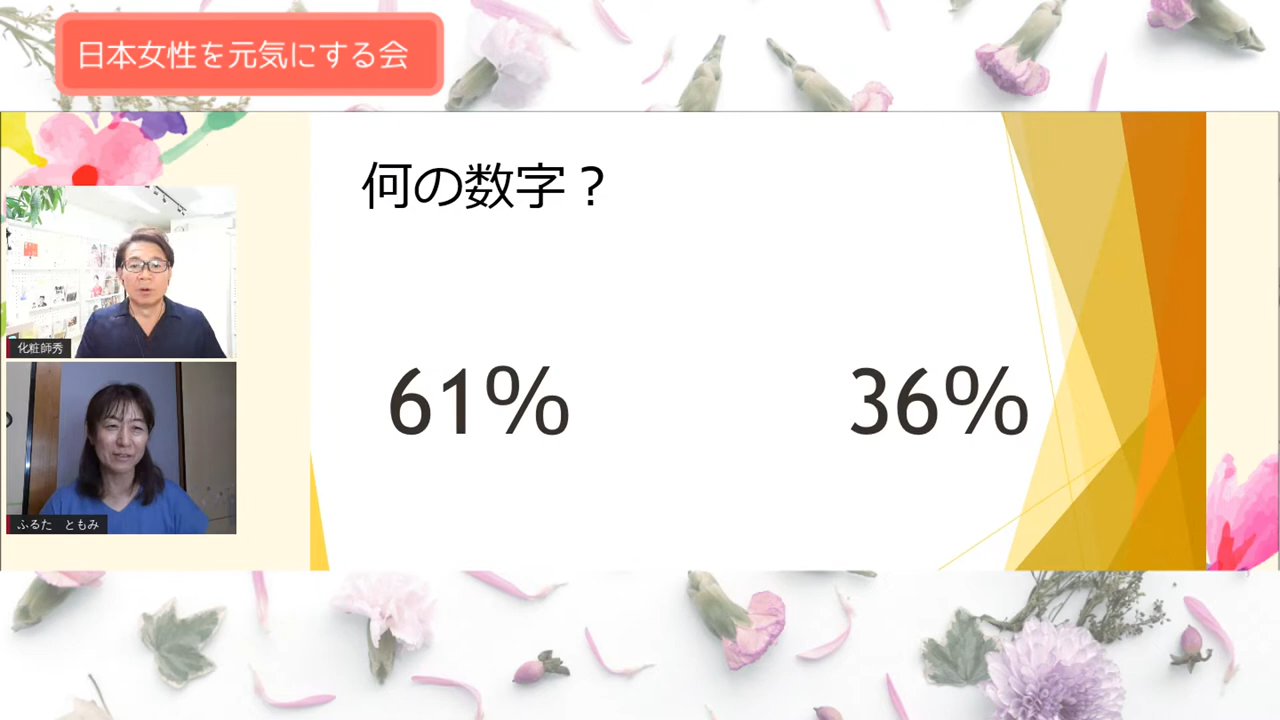 日本女性を元気にする会
何の数字？
61%
36%
化粧師秀
ふるた　ともみ